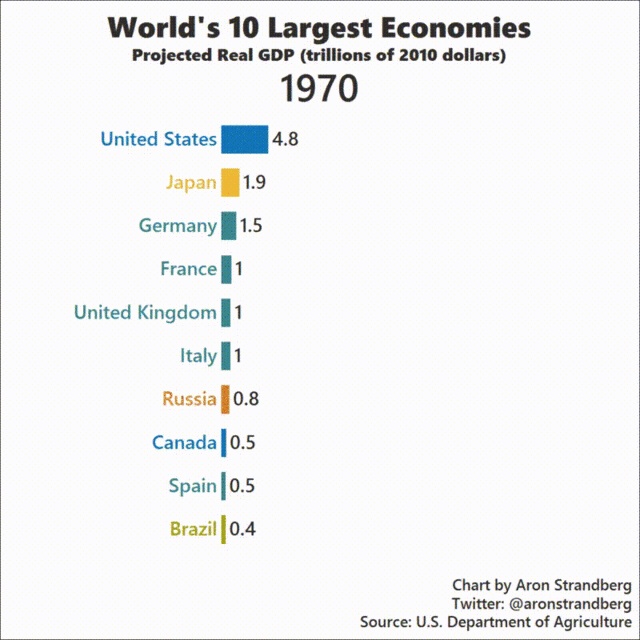 World's 10 Largest Economies
Projected Real GDP (trillions of 2010 dollars)
1970
United States 4.8
Japan 1.9
Germany 1.5
France 1
United Kingdom 1
Italy 1
Russia 0.8
Canada 0.5
Spain 0.5
Brazil 0.4
Chart by Aron Strandberg
Twitter: @aronstrandberg
Source: U.S. Department of Agriculture